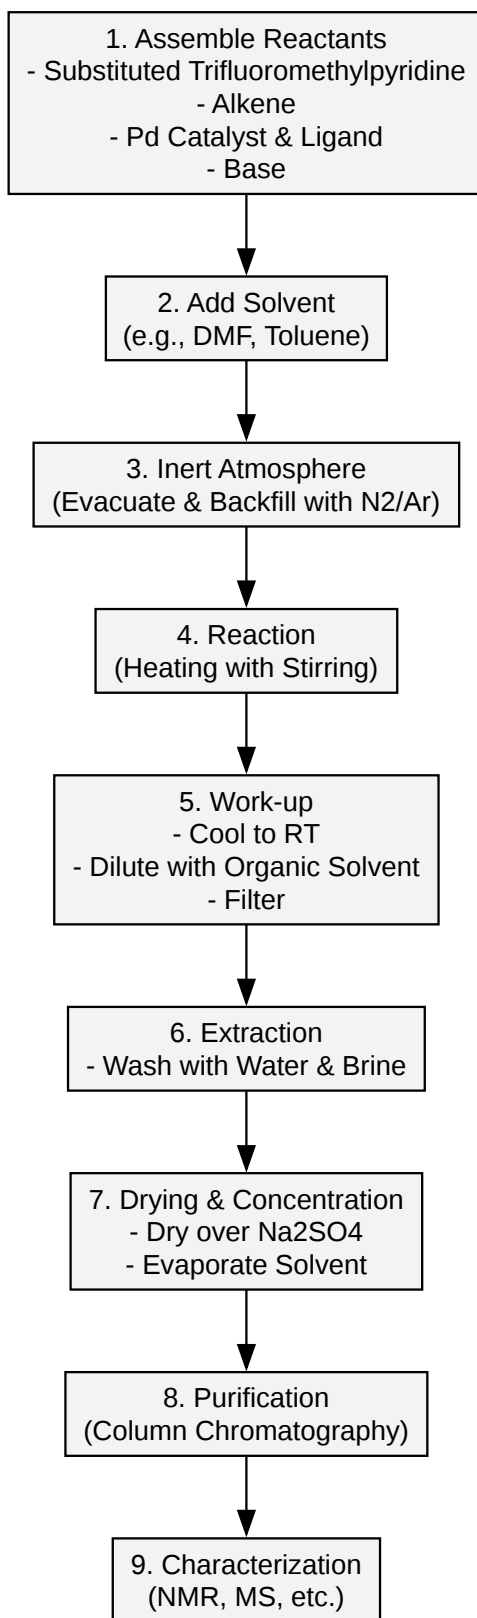 1. Assemble Reactants
- Substituted Trifluoromethylpyridine
- Alkene
- Pd Catalyst & Ligand
- Base
2. Add Solvent
(e.g., DMF, Toluene)
3. Inert Atmosphere
(Evacuate & Backfill with N2/Ar)
4. Reaction
(Heating with Stirring)
5. Work-up
- Cool to RT
- Dilute with Organic Solvent
- Filter
6. Extraction
- Wash with Water & Brine
7. Drying & Concentration
- Dry over Na2SO4
- Evaporate Solvent
8. Purification
(Column Chromatography)
9. Characterization
(NMR, MS, etc.)